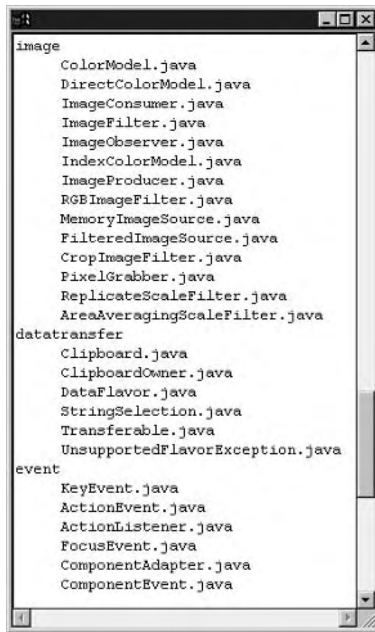 image
ColorModel.java
DirectColorModel.java
ImageConsumer.java
ImageFilter.java
ImageObserver.java
IndexColorModel.java
ImageProducer.java
RGBImageFilter.java
MemoryImageSource.java
FilteredImageSource.java
CropImageFilter.java
PixelGrabber.java
ReplicateScaleFilter.java
AreaAveragingScaleFilter.java
datatransfer
Clipboard.java
ClipboardOwner.java
DataFlavor.java
StringSelection.java
Transferable.java
UnsupportedFlavorException.java
event
KeyEvent.java
ActionEvent.java
ActionListener.java
FocusEvent.java
ComponentAdapter.java
ComponentEvent.java